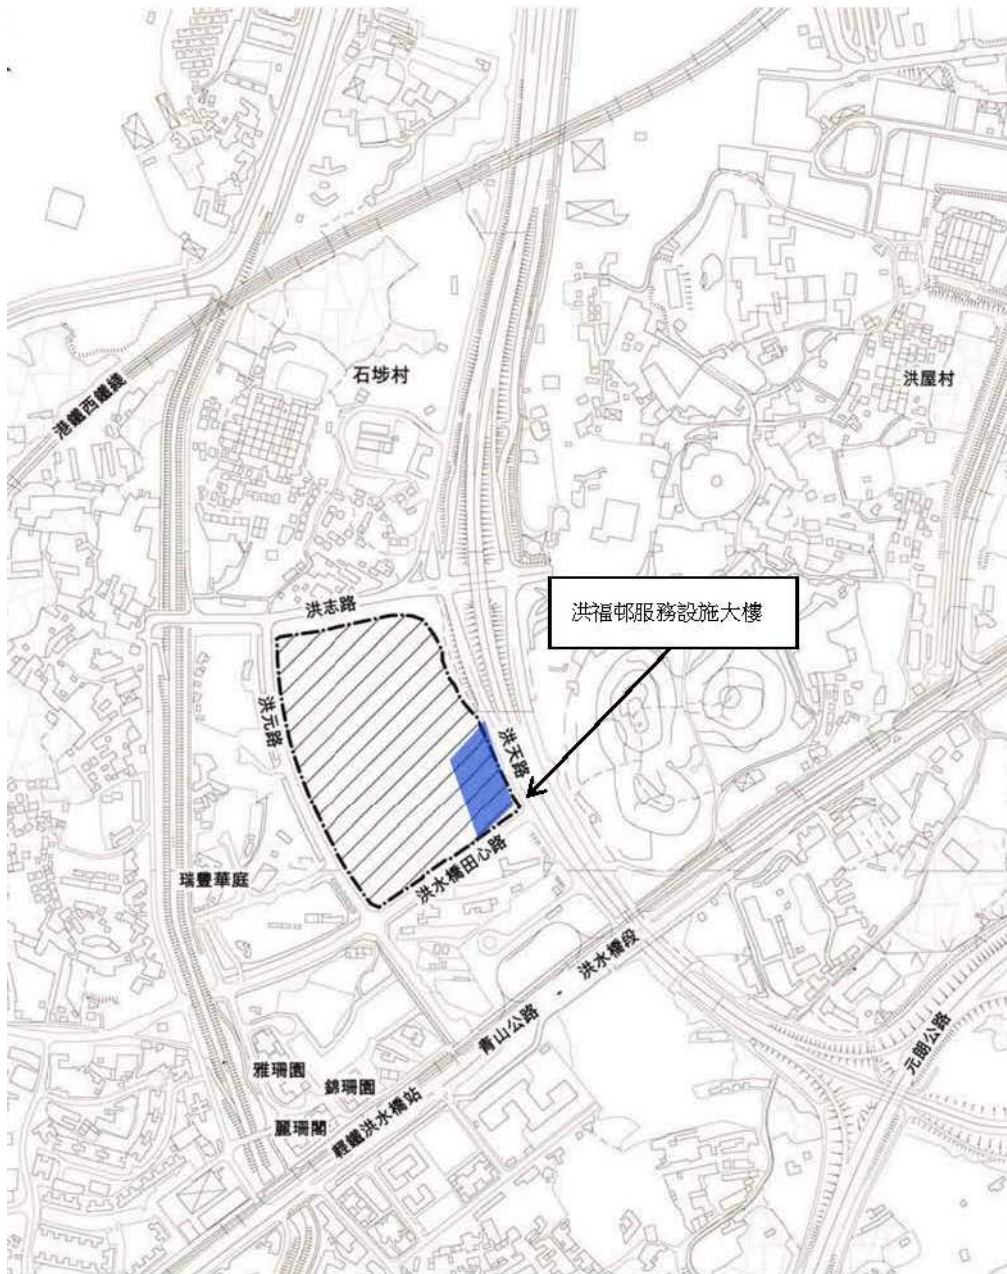 石埗村
洪屋村
港鐵西鐵綫
洪志路
洪福邨服務設施大樓
洪元路
洪天路
洪水橋田心路
瑞豐華庭
青山公路 - 洪水橋段
元朗公路
雅珊園
錦珊園
麗珊閣
輕鐵洪水橋站